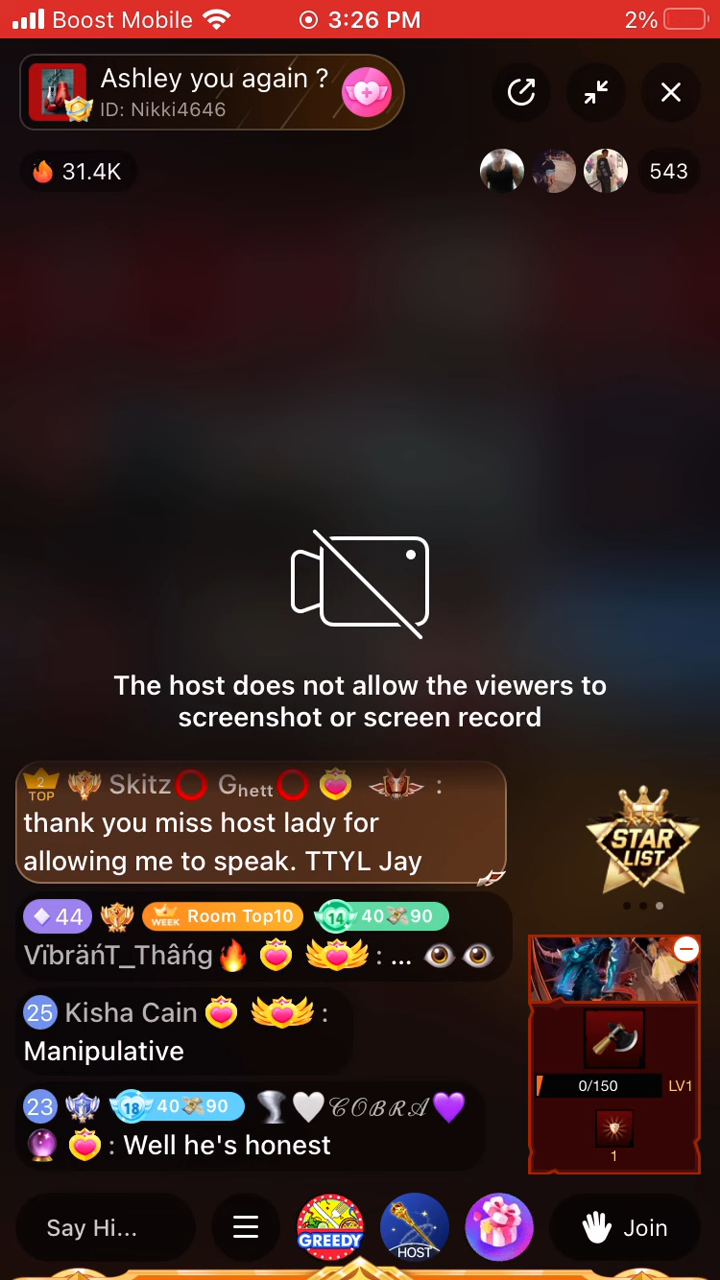 Boost Mobile 3:26 PM 2%
Ashley you again ?
ID: Nikki4646
31.4K 543
The host does not allow the viewers to
screenshot or screen record
2 TOP Skitz⭕ Ghett⭕ :
thank you miss host lady for
allowing me to speak. TTYL Jay
STAR
LIST
44 WEEK Room Top10 14 40💸90
VïbräńT_Thâńg🔥 : ... 👁👁
25 Kisha Cain :
Manipulative
0/150 LV1
1
23 18 40💸90 🌪🤍𝒞𝒪𝐵𝑅𝒜💜
🔮 : Well he's honest
Say Hi... GREEDY HOST Join